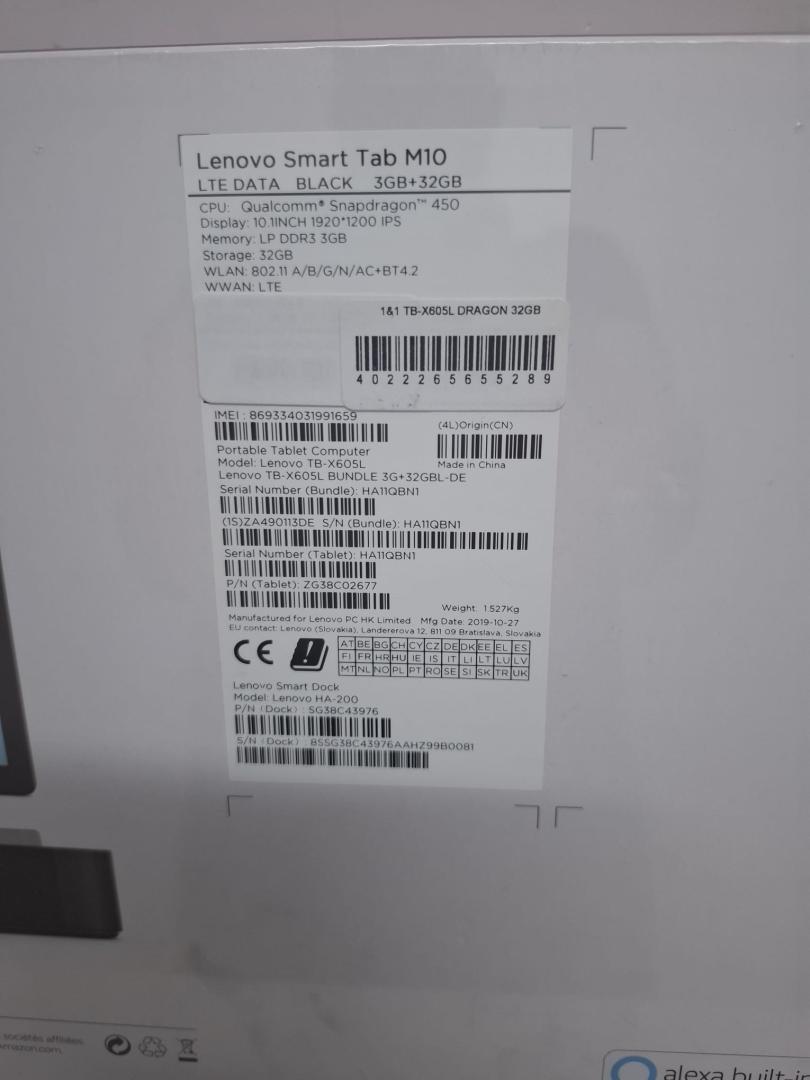 Lenovo Smart Tab M10
LTE DATA BLACK 3GB+32GB
CPU: Qualcomm® Snapdragon™ 450
Display: 10.1INCH 1920*1200 IPS
Memory: LP DDR3 3GB
Storage: 32GB
WLAN: 802.11 A/B/G/N/AC+BT4.2
WWAN: LTE
1&1 TB-X605L DRAGON 32GB
4022265655289
IMEI : 869334031991659
(4L)Origin(CN)
Made in China
Portable Tablet Computer
Model: Lenovo TB-X605L
Lenovo TB-X605L BUNDLE 3G+32GBL-DE
Serial Number (Bundle): HA11QBN1
(1S)ZA490113DE S/N (Bundle): HA11QBN1
Serial Number (Tablet): HA11QBN1
P/N (Tablet): ZG38C02677
Weight: 1.527Kg
Manufactured for Lenovo PC HK Limited Mfg Date: 2019-10-27
EU contact: Lenovo (Slovakia), Landererova 12, 811 09 Bratislava, Slovakia
CE
AT BE BG CH CY CZ DE DK EE EL ES
FI FR HR HU IE IS IT LI LT LU LV
MT NL NO PL PT RO SE SI SK TR UK
Lenovo Smart Dock
Model: Lenovo HA-200
P/N (Dock) : SG38C43976
S/N (Dock) : 8SSG38C43976AAHZ99B0081
sociétés affiliées
amazon.com,
alexa built-in